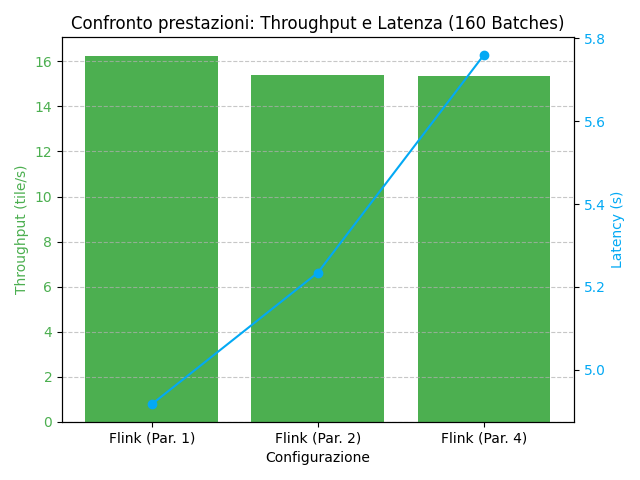 Confronto prestazioni: Throughput e Latenza (160 Batches)
16
14
12
10
8
6
4
2
0
Throughput (tile/s)
5.8
5.6
5.4
5.2
5.0
Latency (s)
Flink (Par. 1)
Flink (Par. 2)
Flink (Par. 4)
Configurazione